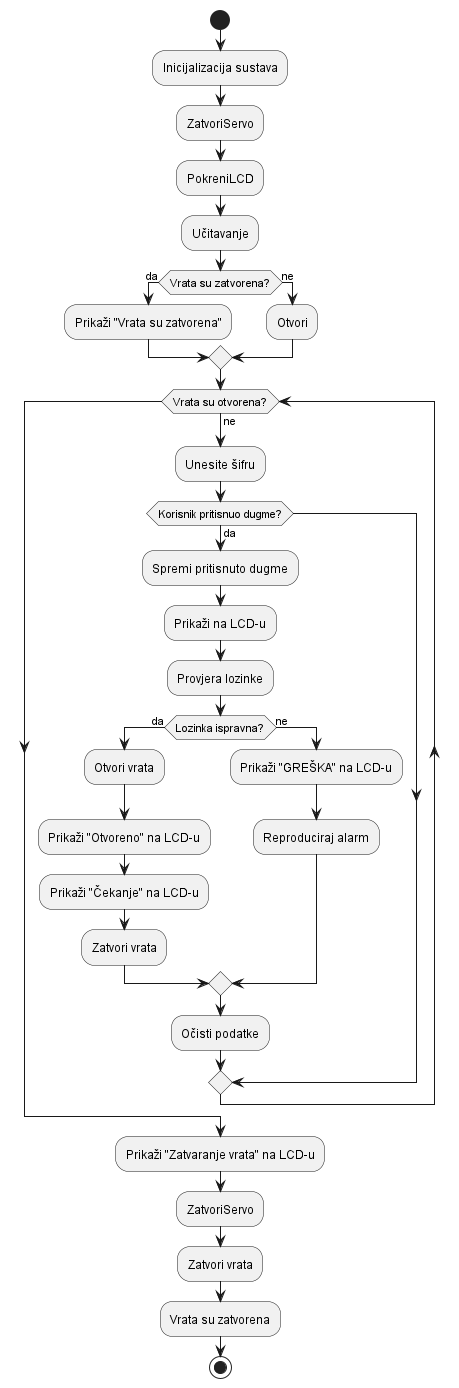 Inicijalizacija sustava
ZatvoriServo
PokreniLCD
Učitavanje
da
Vrata su zatvorena?
ne
Prikaži "Vrata su zatvorena"
Otvori
Vrata su otvorena?
ne
Unesite šifru
Korisnik pritisnuo dugme?
da
Spremi pritisnuto dugme
Prikaži na LCD-u
Provjera lozinke
da
Lozinka ispravna?
ne
Otvori vrata
Prikaži "GREŠKA" na LCD-u
Prikaži "Otvoreno" na LCD-u
Reproduciraj alarm
Prikaži "Čekanje" na LCD-u
Zatvori vrata
Očisti podatke
Prikaži "Zatvaranje vrata" na LCD-u
ZatvoriServo
Zatvori vrata
Vrata su zatvorena